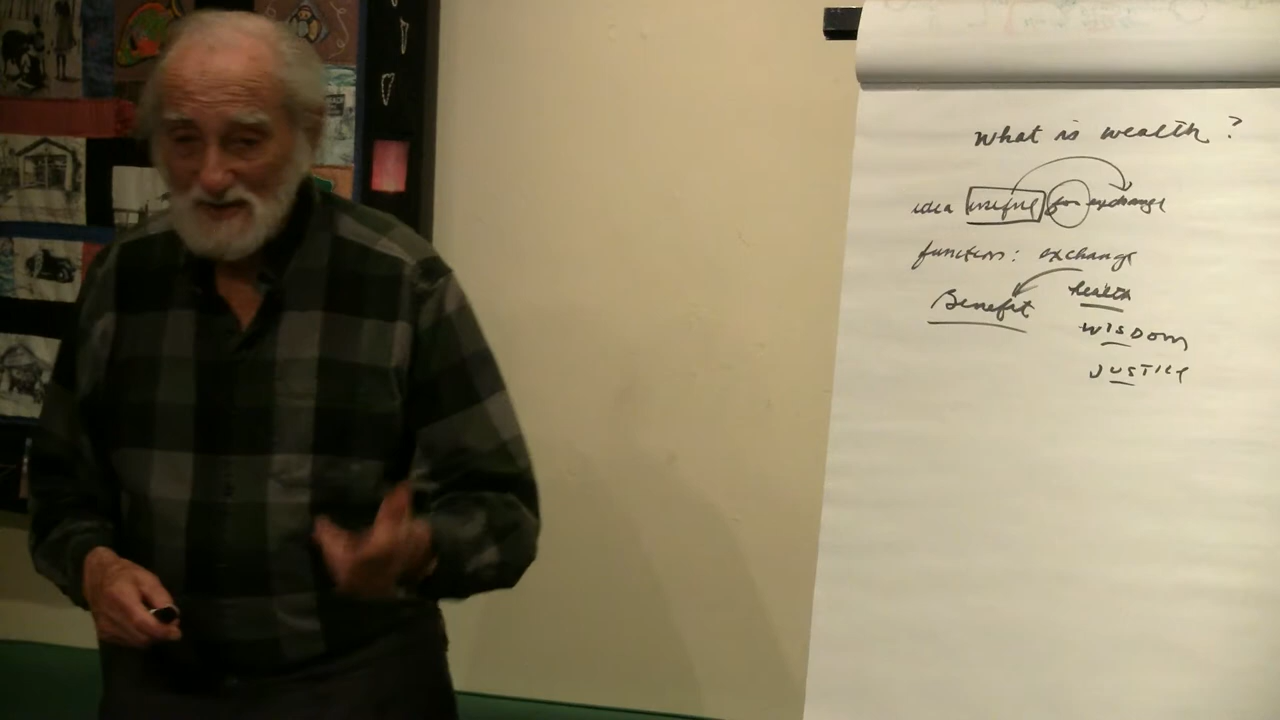 What is wealth?
idea useful for exchange
function: exchange
Benefit health
WISDOM
JUSTICE